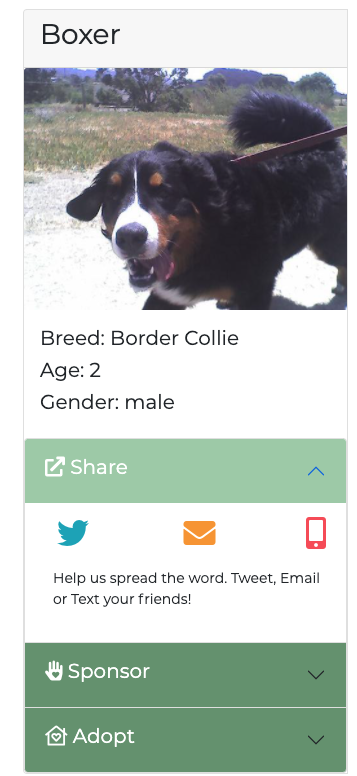 Boxer
Breed: Border Collie
Age: 2
Gender: male
Share
Help us spread the word. Tweet, Email
or Text your friends!
Sponsor
Adopt